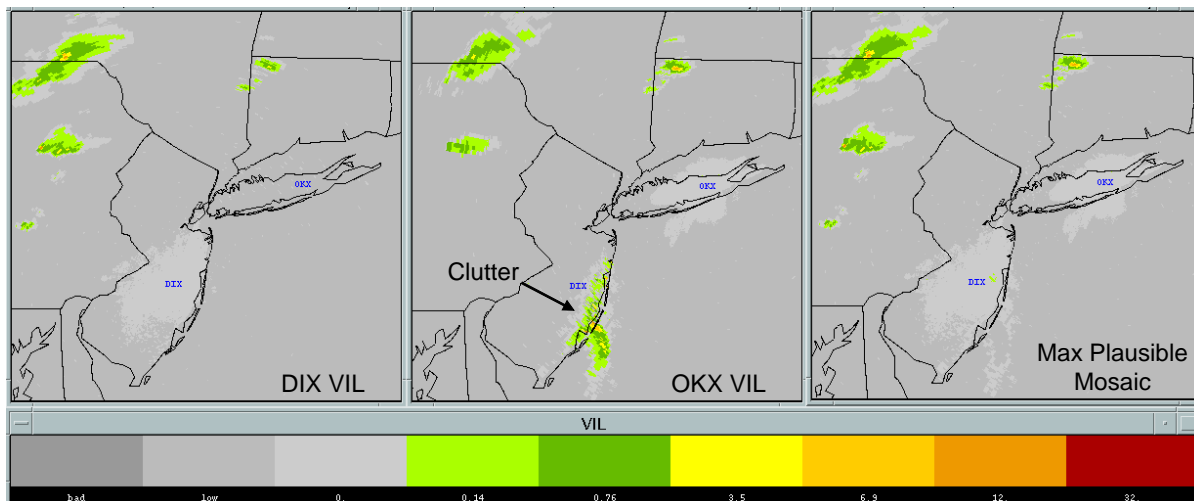 OKX
DIX
DIX VIL
OKX
DIX
Clutter
OKX VIL
OKX
DIX
Max Plausible
Mosaic
VIL
bad low 0. 0.14 0.76 3.5 6.9 12. 32.